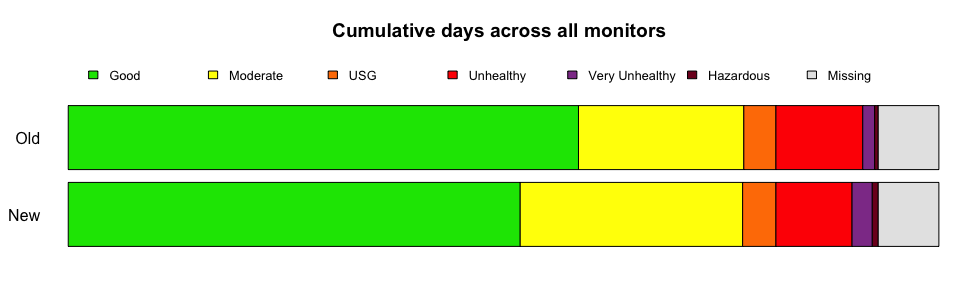 Cumulative days across all monitors
Good Moderate USG Unhealthy Very Unhealthy Hazardous Missing
Old
New